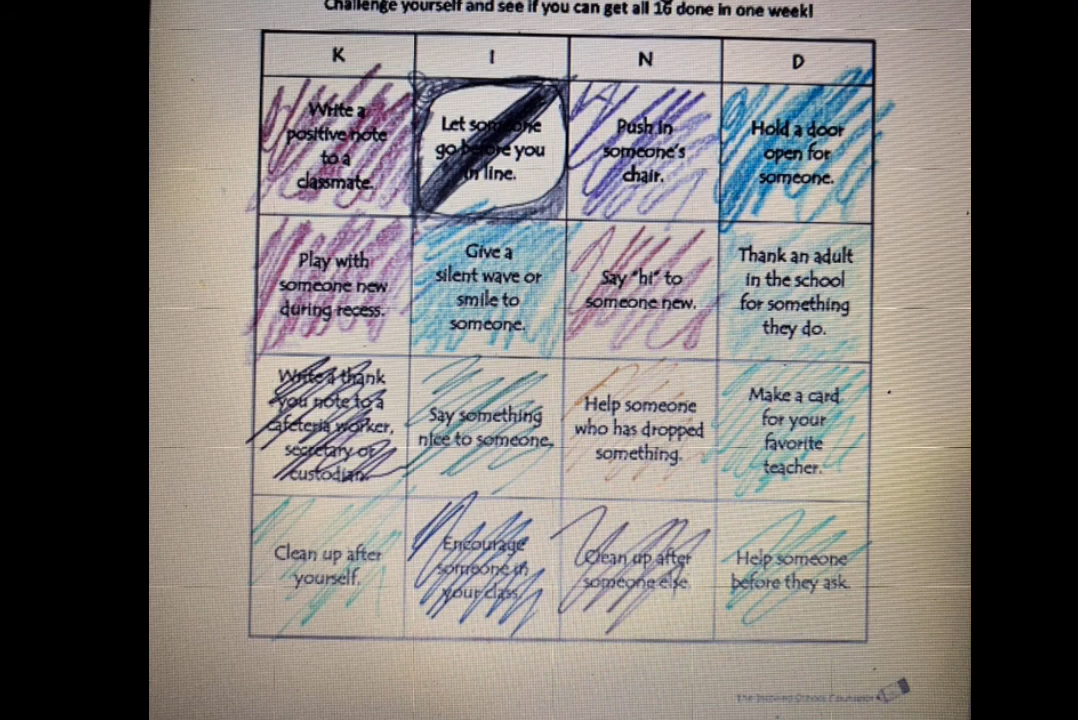 Challenge yourself and see if you can get all 16 done in one week!
K
I
N
D
Write a
positive note
to a
classmate.
Let someone
go before you
in line.
Push in
someone's
chair.
Hold a door
open for
someone.
Play with
someone new
during recess.
Give a
silent wave or
smile to
someone.
Say "hi" to
someone new.
Thank an adult
in the school
for something
they do.
Write a thank
you note to a
cafeteria worker,
secretary or
custodian.
Say something
nice to someone.
Help someone
who has dropped
something.
Make a card
for your
favorite
teacher.
Clean up after
yourself.
Encourage
someone in
your class.
Clean up after
someone else.
Help someone
before they ask.
The Inspired School Counselor